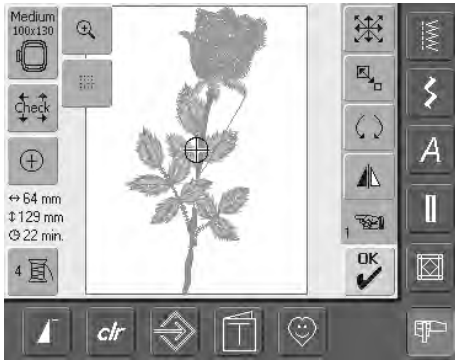 Medium
100x130
Check
↔ 64 mm
↕ 129 mm
22 min.
4
1
OK
A
clr
T